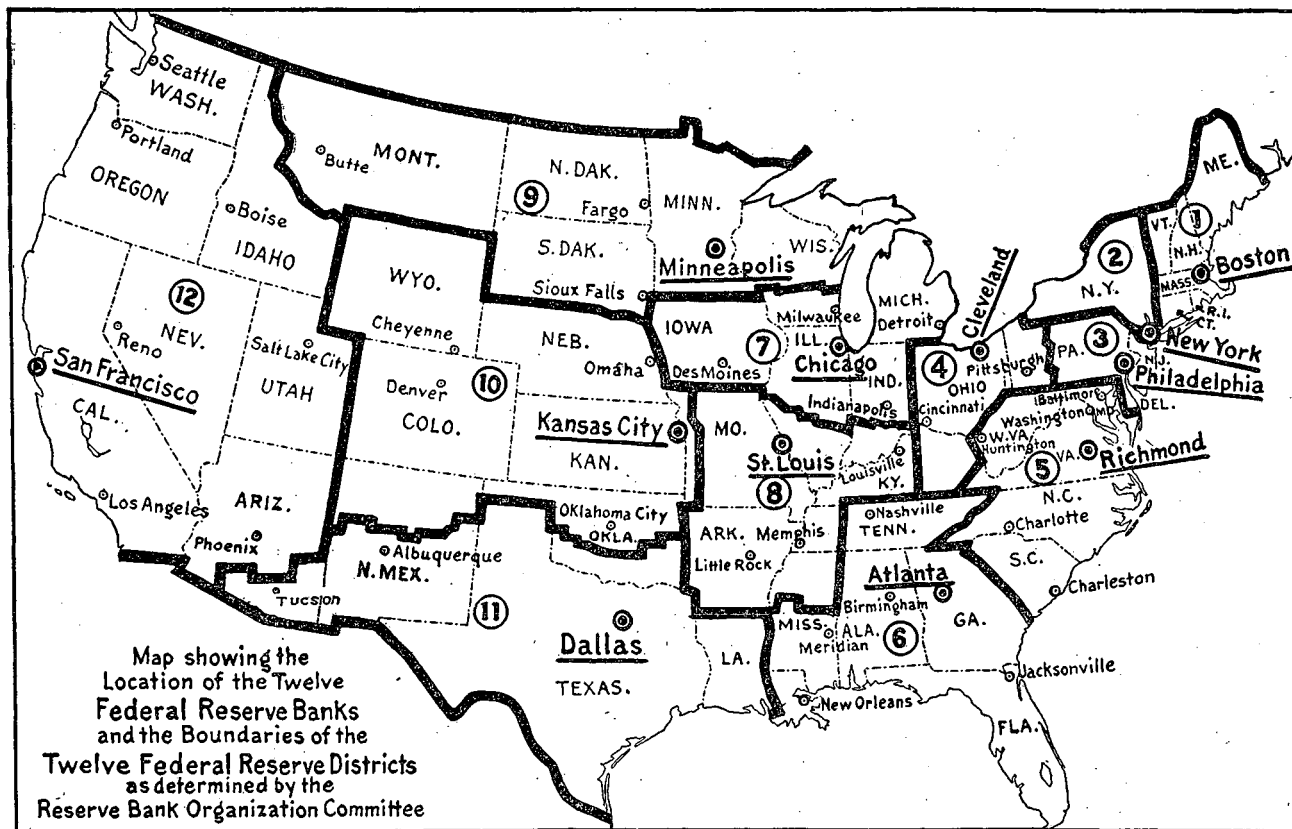 Seattle
WASH.
Portland
OREGON
Boise
IDAHO
12
NEV.
Reno
San Francisco
CAL.
Los Angeles
Salt Lake City
UTAH
ARIZ.
Phoenix
Tucson
MONT.
Butte
N. DAK.
9
Fargo
S. DAK.
Sioux Falls
MINN.
Minneapolis
WIS.
WYO.
Cheyenne
NEB.
Omaha
10
Denver
COLO.
Kansas City
KAN.
Oklahoma City
OKLA.
Albuquerque
N. MEX.
11
Dallas
TEXAS.
LA.
IOWA
7
Des Moines
Milwaukee
ILL.
Chicago
MICH.
Detroit
IND.
Indianapolis
MO.
St. Louis
8
Louisville
KY.
ARK.
Memphis
Little Rock
Cleveland
4
Pittsburgh
OHIO
Cincinnati
ME.
VT.
1
N.H.
Boston
MASS.
R.I.
CT.
2
N.Y.
New York
3
PA.
N.J.
Philadelphia
Baltimore
DEL.
Washington
MD.
W. VA.
Huntington
5
VA.
Richmond
N.C.
Charlotte
S.C.
Charleston
Nashville
TENN.
Atlanta
Birmingham
GA.
MISS.
ALA.
6
Meridian
Jacksonville
New Orleans
FLA.
Map showing the
Location of the Twelve
Federal Reserve Banks
and the Boundaries of the
Twelve Federal Reserve Districts
as determined by the
Reserve Bank Organization Committee